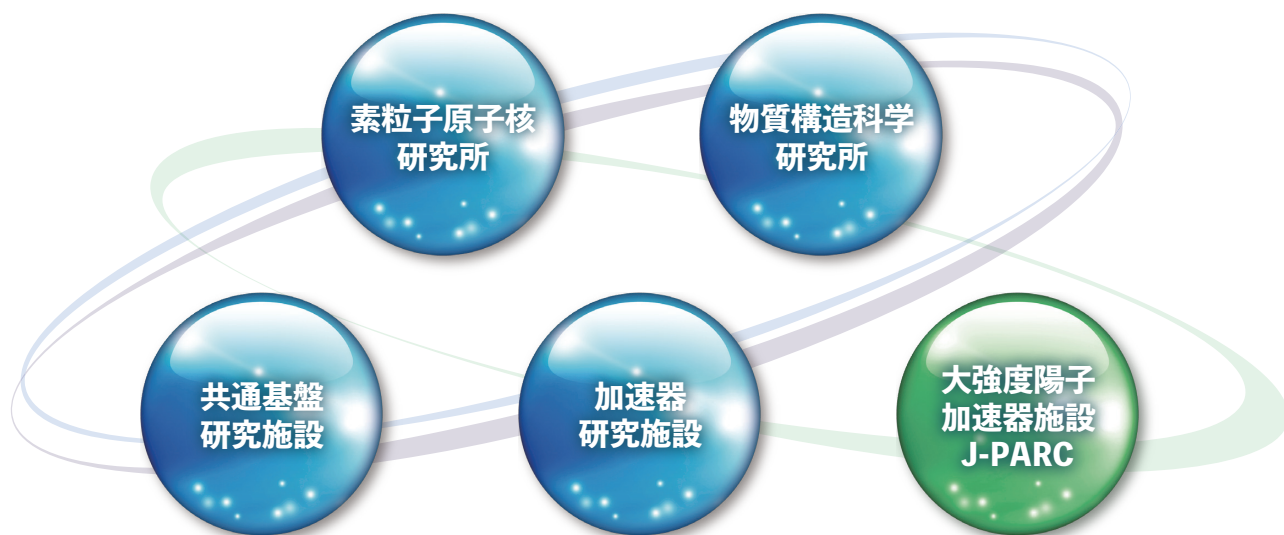 素粒子原子核
研究所
物質構造科学
研究所
共通基盤
研究施設
加速器
研究施設
大強度陽子
加速器施設
J-PARC